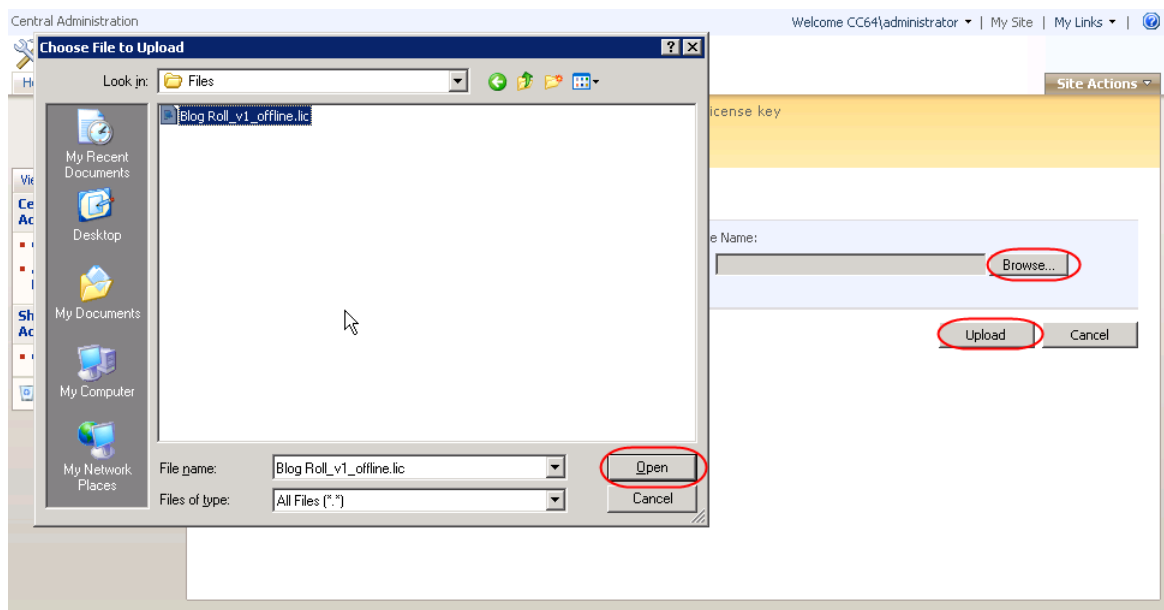 Central Administration
Welcome CC64\administrator | My Site | My Links |
Choose File to Upload
Look in:
Files
Site Actions
Blog Roll_v1_offline.lic
My Recent
Documents
Desktop
My Documents
My Computer
My Network
Places
icense key
e Name:
Browse...
Upload
Cancel
File name:
Blog Roll_v1_offline.lic
Open
Files of type:
All Files (*.*)
Cancel